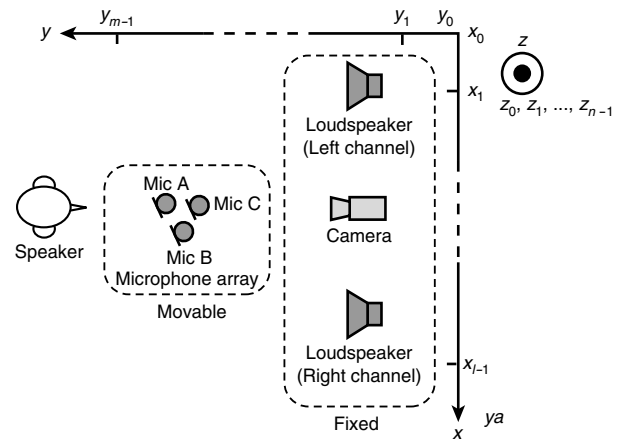 y
y_{m-1}
y_1
y_0
x_0
z
x_1
z_0, z_1, ..., z_{n-1}
Loudspeaker
(Left channel)
Mic A
Mic C
Mic B
Speaker
Camera
Microphone array
Movable
Loudspeaker
(Right channel)
x_{l-1}
Fixed
x
ya